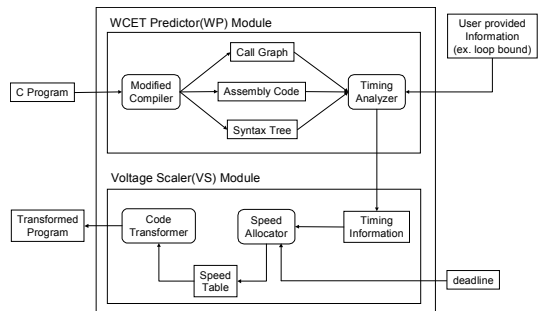 WCET Predictor(WP) Module
User provided
Information
(ex. loop bound)
Call Graph
C Program
Modified
Compiler
Assembly Code
Timing
Analyzer
Syntax Tree
Voltage Scaler(VS) Module
Transformed
Program
Code
Transformer
Speed
Allocator
Timing
Information
Speed
Table
deadline